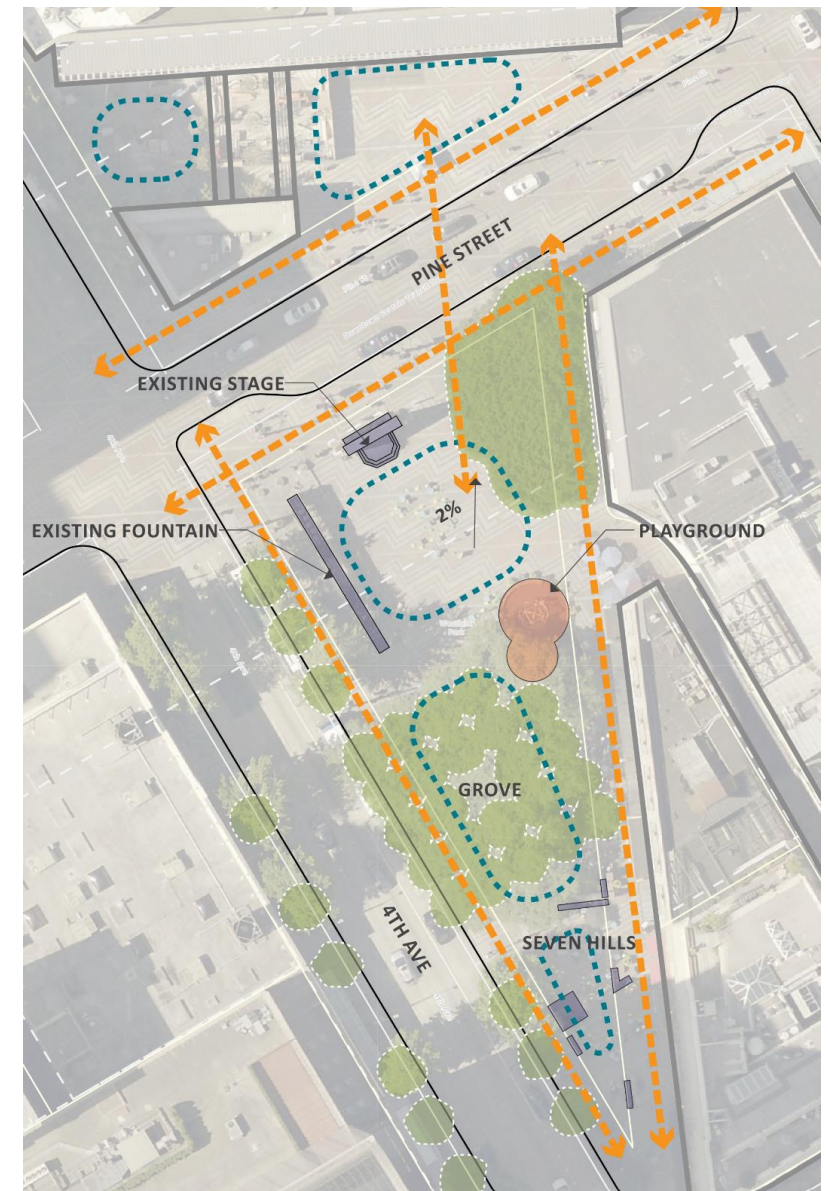 PINE STREET
EXISTING STAGE
2%
EXISTING FOUNTAIN
PLAYGROUND
GROVE
4TH AVE
SEVEN HILLS